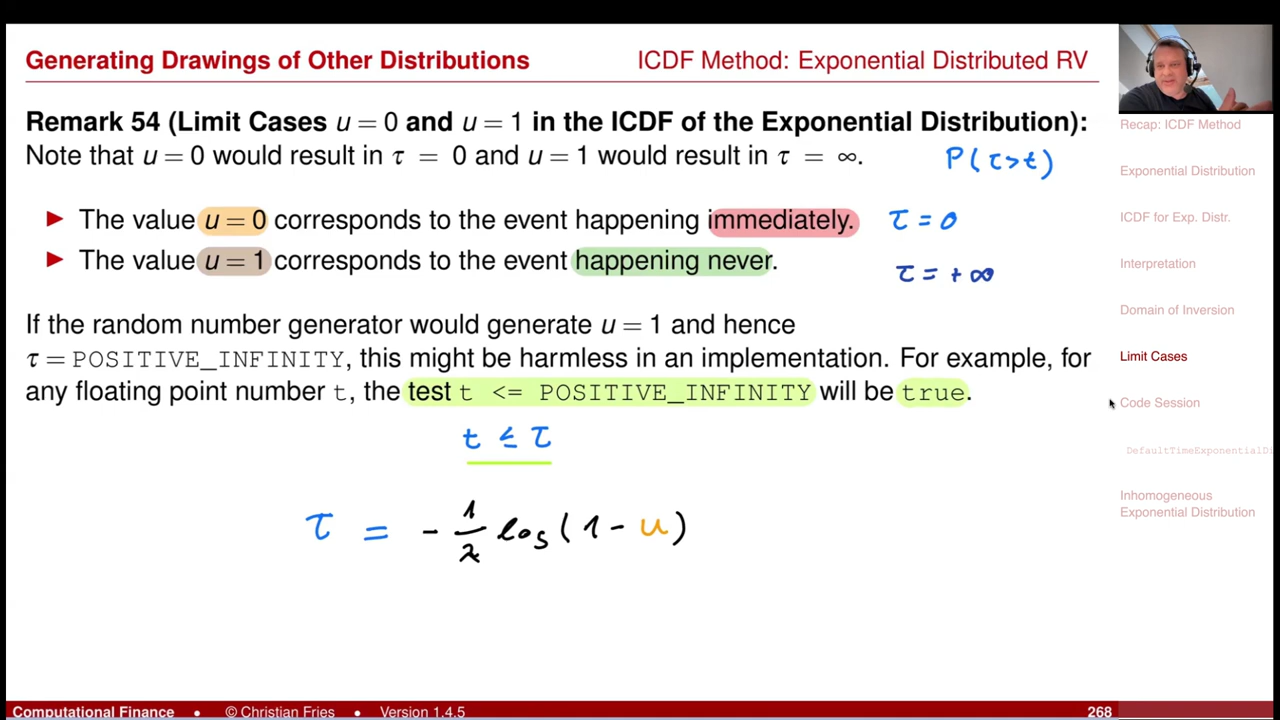 Generating Drawings of Other Distributions ICDF Method: Exponential Distributed RV
Remark 54 (Limit Cases u = 0 and u = 1 in the ICDF of the Exponential Distribution):
Note that u = 0 would result in τ = 0 and u = 1 would result in τ = ∞. P(τ>t)
► The value u = 0 corresponds to the event happening immediately. τ = 0
► The value u = 1 corresponds to the event happening never. τ = +∞
If the random number generator would generate u = 1 and hence
τ = POSITIVE_INFINITY, this might be harmless in an implementation. For example, for
any floating point number t, the test t <= POSITIVE_INFINITY will be true.
t ≤ τ
τ = - 1/λ log(1 - u)
Recap: ICDF Method
Exponential Distribution
ICDF for Exp. Distr.
Interpretation
Domain of Inversion
Limit Cases
Code Session
DefaultTimeExponentialDi
Inhomogeneous
Exponential Distribution
Computational Finance • © Christian Fries • Version 1.4.5 268